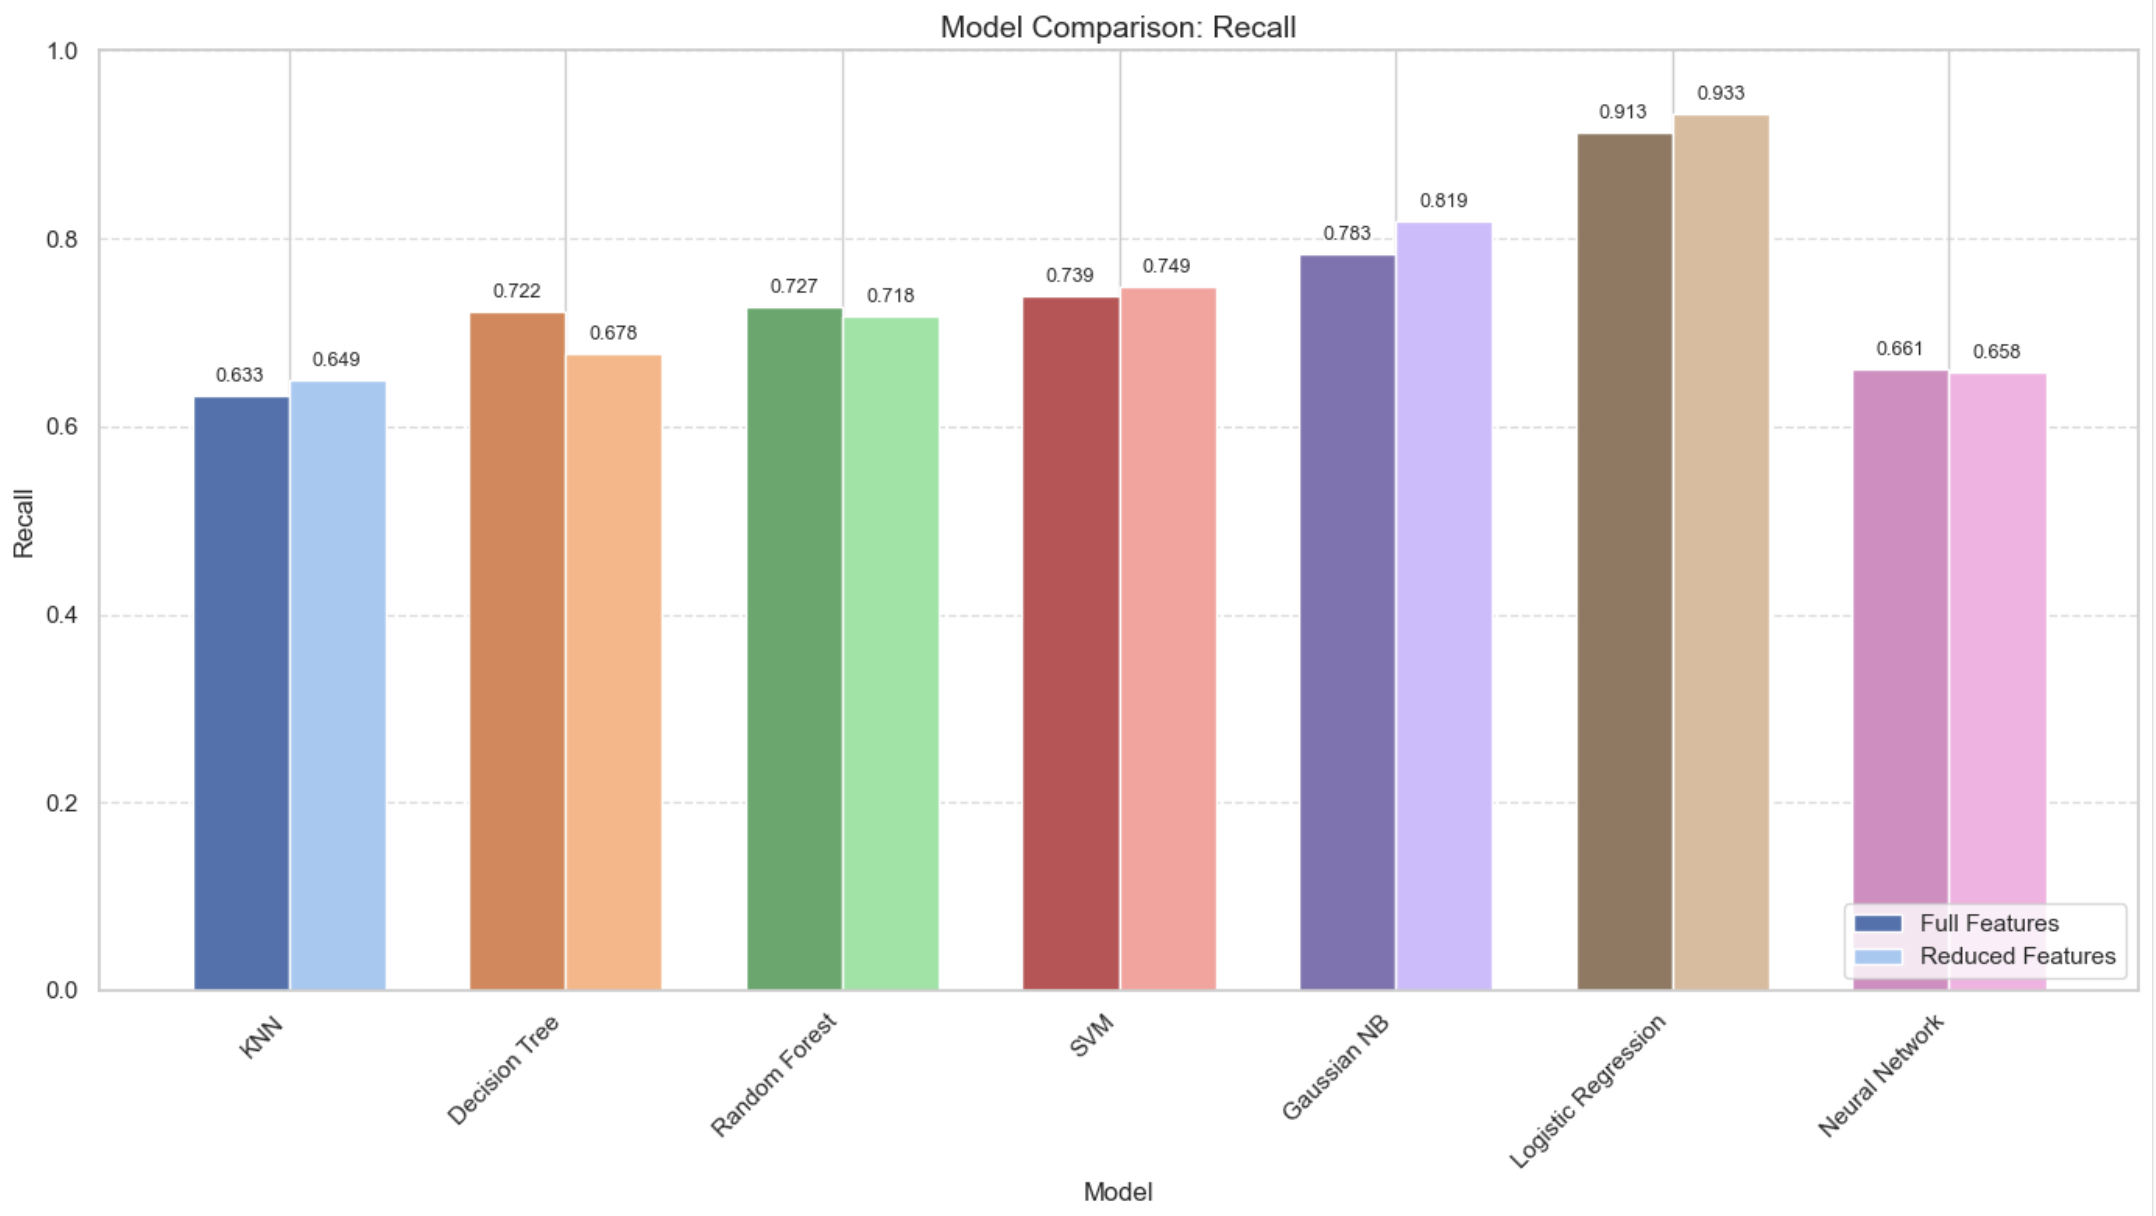 Model Comparison: Recall
1.0
0.8
0.6
0.4
0.2
0.0
Recall
0.633
0.649
0.722
0.678
0.727
0.718
0.739
0.749
0.783
0.819
0.913
0.933
0.661
0.658
Full Features
Reduced Features
KNN
Decision Tree
Random Forest
SVM
Gaussian NB
Logistic Regression
Neural Network
Model